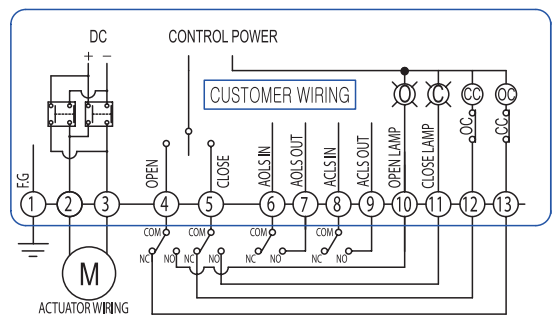 DC
CONTROL POWER
+
−
CUSTOMER WIRING
O
C
CC
OC
OC
CC
F.G
OPEN
CLOSE
AOLS IN
AOLS OUT
ACLS IN
ACLS OUT
OPEN LAMP
CLOSE LAMP
1
2
3
4
5
6
7
8
9
10
11
12
13
COM
COM
COM
COM
NC
NO
NC
NO
NC
NO
NC
NO
M
ACTUATOR WIRING